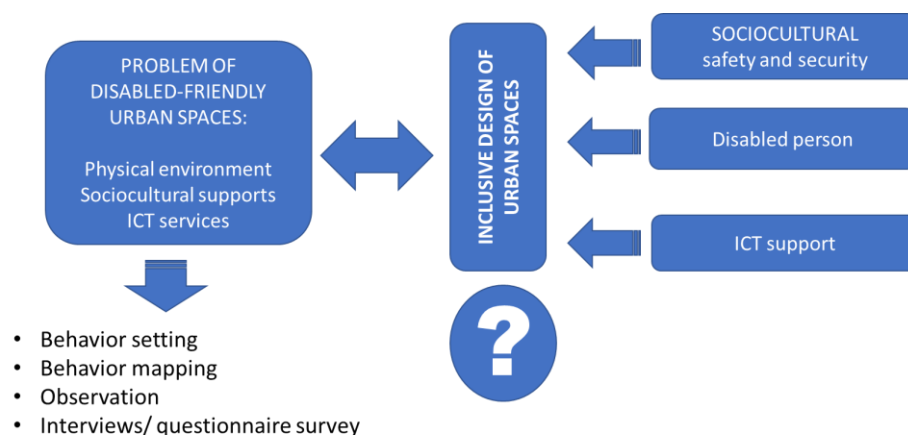 PROBLEM OF
DISABLED-FRIENDLY
URBAN SPACES:
Physical environment
Sociocultural supports
ICT services
• Behavior setting
• Behavior mapping
• Observation
• Interviews/ questionnaire survey
INCLUSIVE DESIGN OF
URBAN SPACES
?
SOCIOCULTURAL
safety and security
Disabled person
ICT support